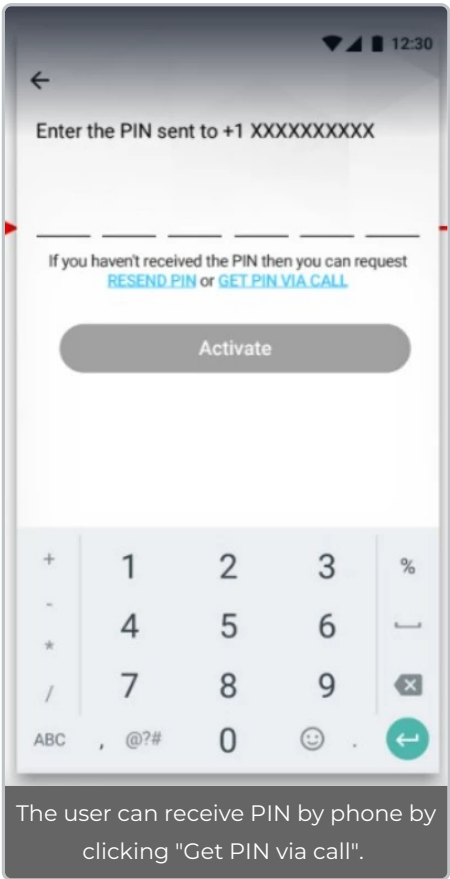 12:30
Enter the PIN sent to +1 XXXXXXXXXX
If you haven't received the PIN then you can request
RESEND PIN or GET PIN VIA CALL
Activate
+ 1 2 3 %
-
4 5 6
*
7 8 9
/
ABC , @?# 0 .
The user can receive PIN by phone by
clicking "Get PIN via call".